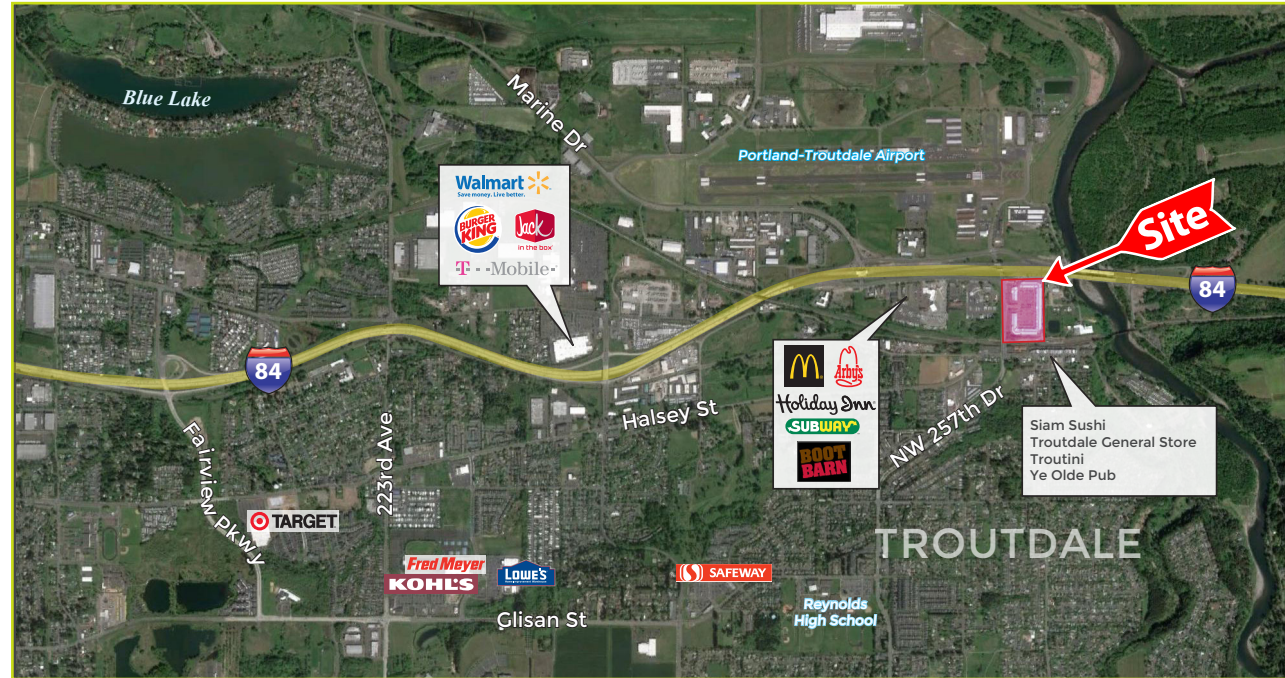 Blue Lake
Marine Dr
Portland-Troutdale Airport
Walmart
Save money. Live better.
BURGER
KING
Jack
in the box
T-Mobile
Site
84
84
Arby's
Holiday Inn
SUBWAY
BOOT
BARN
Siam Sushi
Troutdale General Store
Troutini
Ye Olde Pub
Halsey St
NW 257th Dr
Fairview Pkwy
223rd Ave
TARGET
TROUTDALE
Fred Meyer
KOHL'S
LOWE'S
SAFEWAY
Reynolds
High School
Glisan St